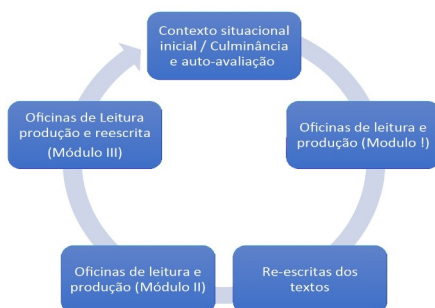 Contexto situacional
inicial / Culminância
e auto-avaliação
Oficinas de leitura e
produção (Modulo !)
Re-escritas dos
textos
Oficinas de leitura e
produção (Módulo II)
Oficinas de Leitura
produção e reescrita
(Módulo III)